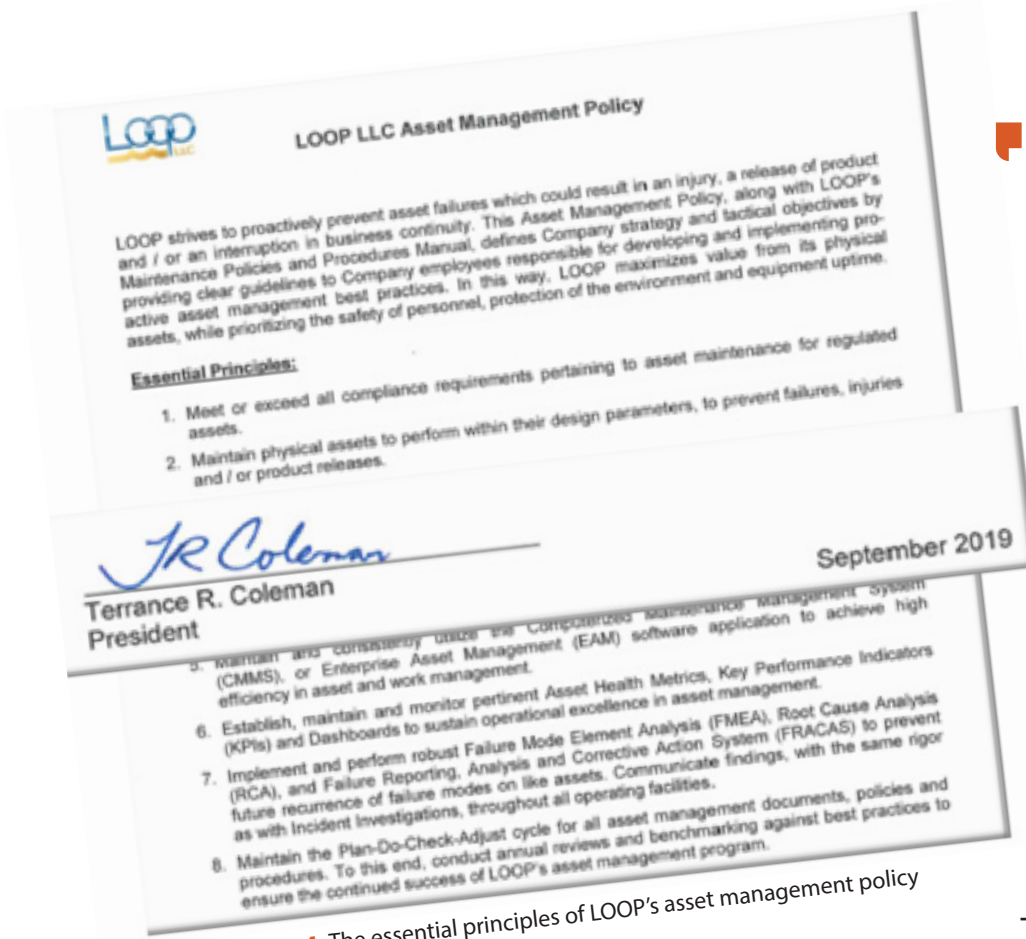 Loop
LLC
LOOP LLC Asset Management Policy
LOOP strives to proactively prevent asset failures which could result in an injury, a release of product
and / or an interruption in business continuity. This Asset Management Policy, along with LOOP's
Maintenance Policies and Procedures Manual, defines Company strategy and tactical objectives by
providing clear guidelines to Company employees responsible for developing and implementing pro-
active asset management best practices. In this way, LOOP maximizes value from its physical
assets, while prioritizing the safety of personnel, protection of the environment and equipment uptime.
Essential Principles:
1. Meet or exceed all compliance requirements pertaining to asset maintenance for regulated
assets.
2. Maintain physical assets to perform within their design parameters, to prevent failures, injuries
and / or product releases.
JR Coleman
Terrance R. Coleman
President
September 2019
5. Maintain and consistently utilize the Computerized Maintenance Management System
(CMMS), or Enterprise Asset Management (EAM) software application to achieve high
efficiency in asset and work management.
6. Establish, maintain and monitor pertinent Asset Health Metrics, Key Performance Indicators
(KPIs) and Dashboards to sustain operational excellence in asset management.
7. Implement and perform robust Failure Mode Element Analysis (FMEA), Root Cause Analysis
(RCA), and Failure Reporting, Analysis and Corrective Action System (FRACAS) to prevent
future recurrence of failure modes on like assets. Communicate findings, with the same rigor
as with Incident Investigations, throughout all operating facilities.
8. Maintain the Plan-Do-Check-Adjust cycle for all asset management documents, policies and
procedures. To this end, conduct annual reviews and benchmarking against best practices to
ensure the continued success of LOOP's asset management program.
The essential principles of LOOP's asset management policy